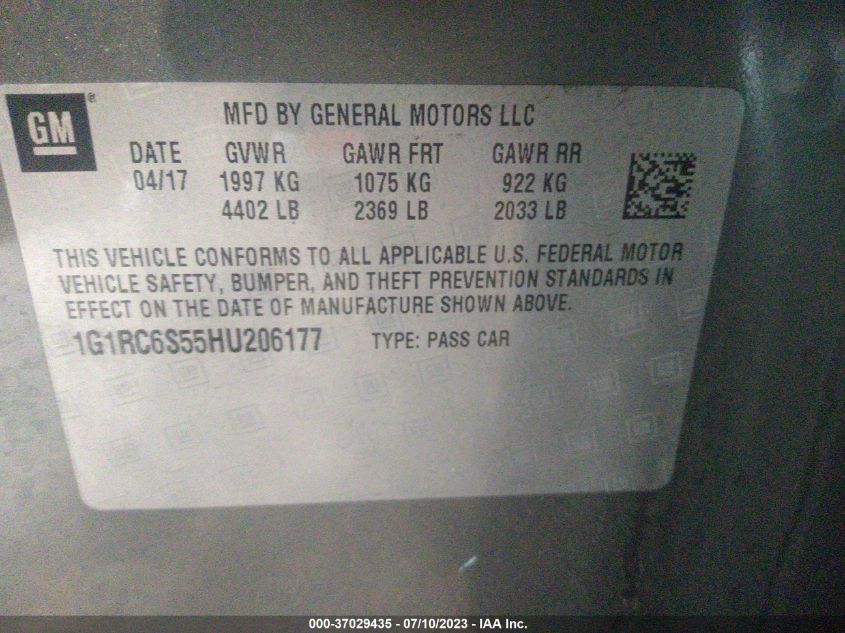 GM®
MFD BY GENERAL MOTORS LLC
DATE GVWR GAWR FRT GAWR RR
04/17 1997 KG 1075 KG 922 KG
4402 LB 2369 LB 2033 LB
THIS VEHICLE CONFORMS TO ALL APPLICABLE U.S. FEDERAL MOTOR
VEHICLE SAFETY, BUMPER, AND THEFT PREVENTION STANDARDS IN
EFFECT ON THE DATE OF MANUFACTURE SHOWN ABOVE.
1G1RC6S55HU206177 TYPE: PASS CAR
000-37029435 - 07/10/2023 - IAA Inc.